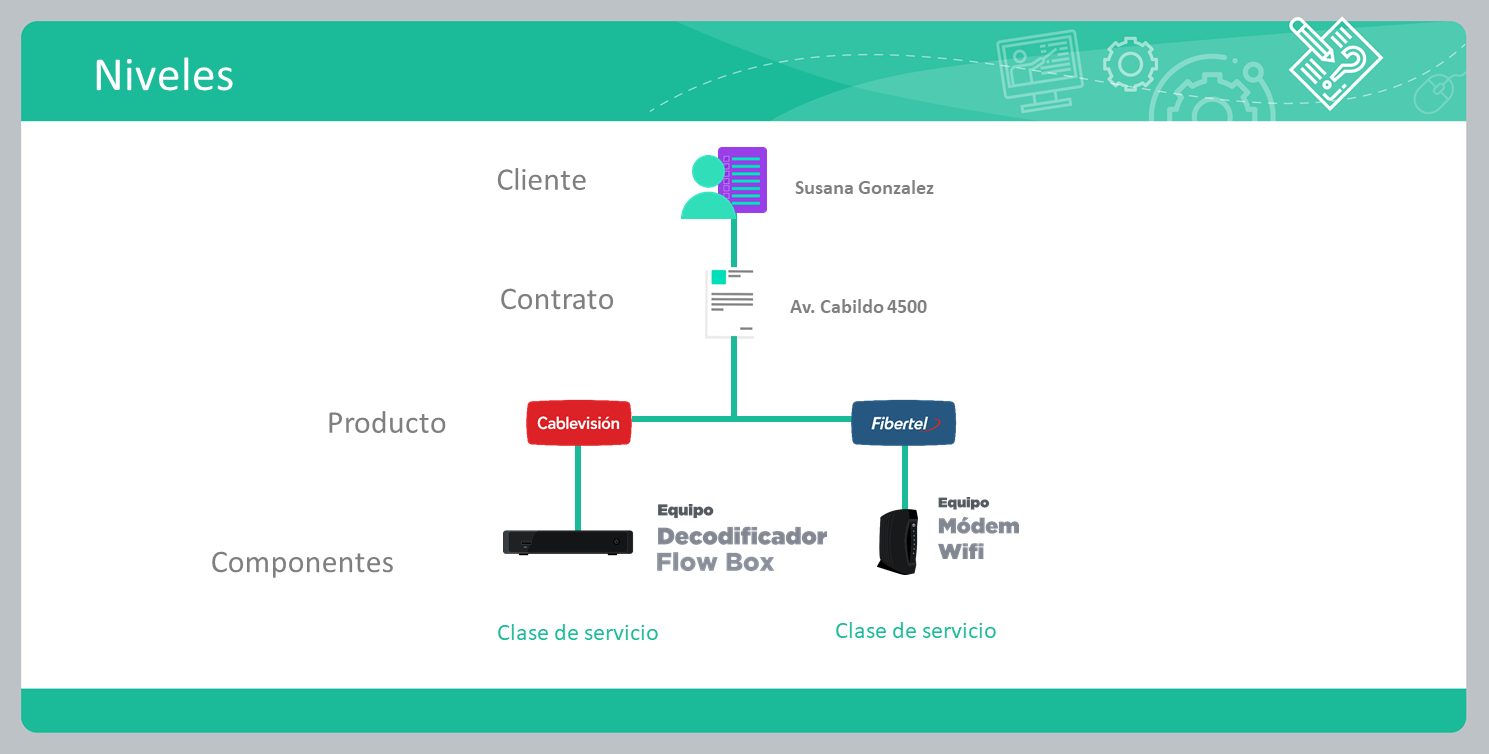 Niveles
Cliente
Susana Gonzalez
Contrato
Av. Cabildo 4500
Producto
Cablevisión
Fibertel
Equipo
Decodificador
Flow Box
Equipo
Módem
Wifi
Componentes
Clase de servicio
Clase de servicio